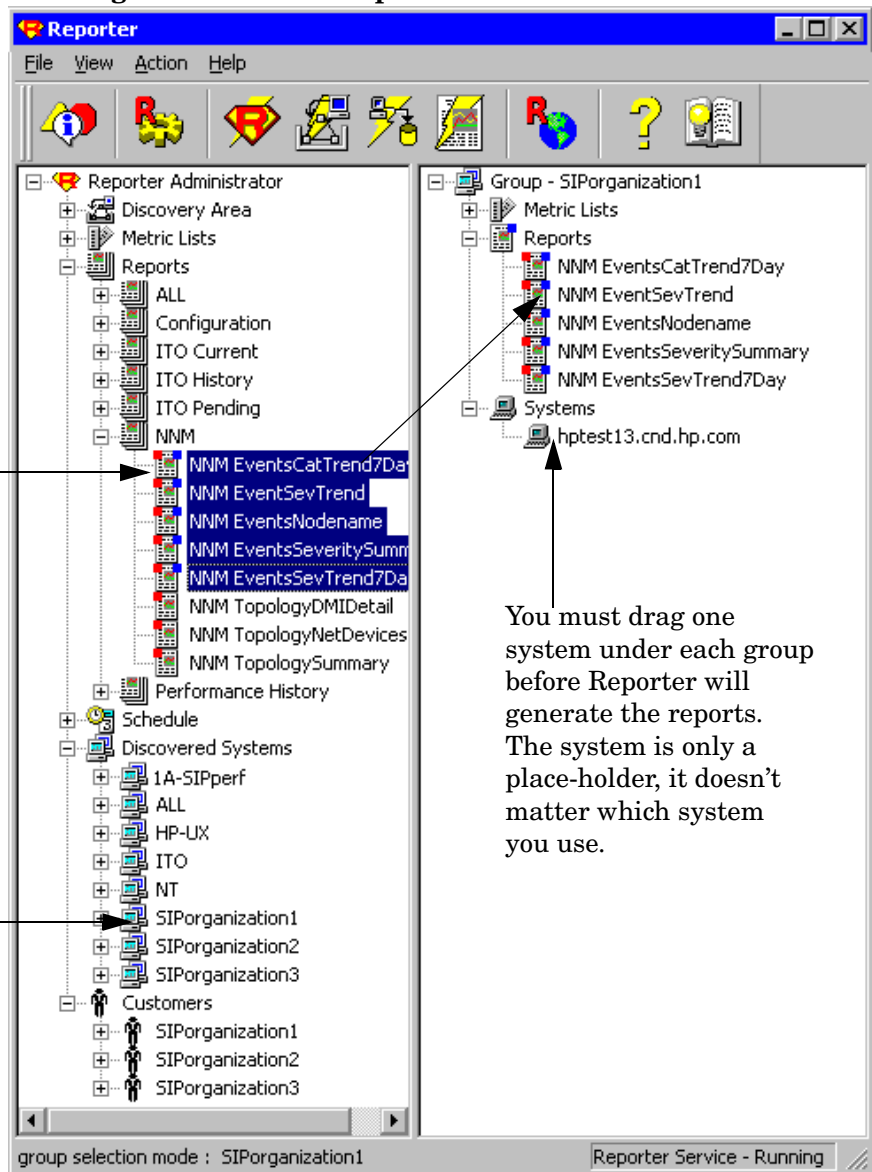 Reporter
File View Action Help
Reporter Administrator
Discovery Area
Metric Lists
Reports
ALL
Configuration
ITO Current
ITO History
ITO Pending
NNM
NNM EventsCatTrend7Da
NNM EventSevTrend
NNM EventsNodename
NNM EventsSeveritySumm
NNM EventsSevTrend7Da
NNM TopologyDMIDetail
NNM TopologyNetDevices
NNM TopologySummary
Performance History
Schedule
Discovered Systems
1A-SIPperf
ALL
HP-UX
ITO
NT
SIPorganization1
SIPorganization2
SIPorganization3
Customers
SIPorganization1
SIPorganization2
SIPorganization3
Group - SIPorganization1
Metric Lists
Reports
NNM EventsCatTrend7Day
NNM EventSevTrend
NNM EventsNodename
NNM EventsSeveritySummary
NNM EventsSevTrend7Day
Systems
hptest13.cnd.hp.com
You must drag one
system under each group
before Reporter will
generate the reports.
The system is only a
place-holder, it doesn't
matter which system
you use.
group selection mode : SIPorganization1
Reporter Service - Running